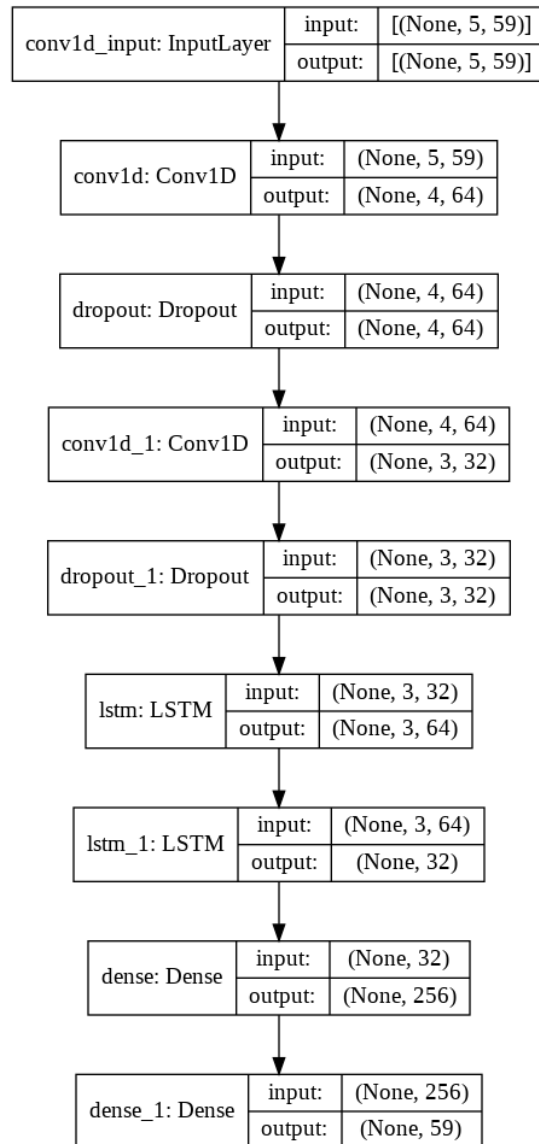 conv1d_input: InputLayer input: [(None, 5, 59)]
output: [(None, 5, 59)]
conv1d: Conv1D input: (None, 5, 59)
output: (None, 4, 64)
dropout: Dropout input: (None, 4, 64)
output: (None, 4, 64)
conv1d_1: Conv1D input: (None, 4, 64)
output: (None, 3, 32)
dropout_1: Dropout input: (None, 3, 32)
output: (None, 3, 32)
lstm: LSTM input: (None, 3, 32)
output: (None, 3, 64)
lstm_1: LSTM input: (None, 3, 64)
output: (None, 32)
dense: Dense input: (None, 32)
output: (None, 256)
dense_1: Dense input: (None, 256)
output: (None, 59)